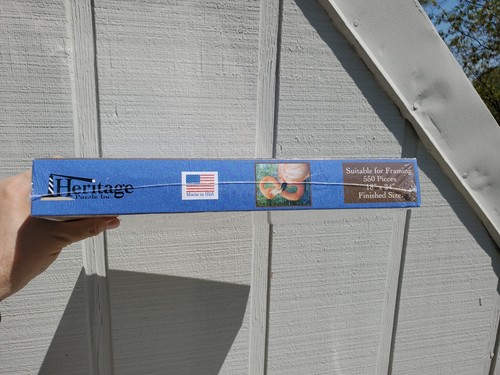 Heritage
Puzzle Inc.
Made in USA
Suitable for Framing
550 Pieces
18" x 24"
Finished Size